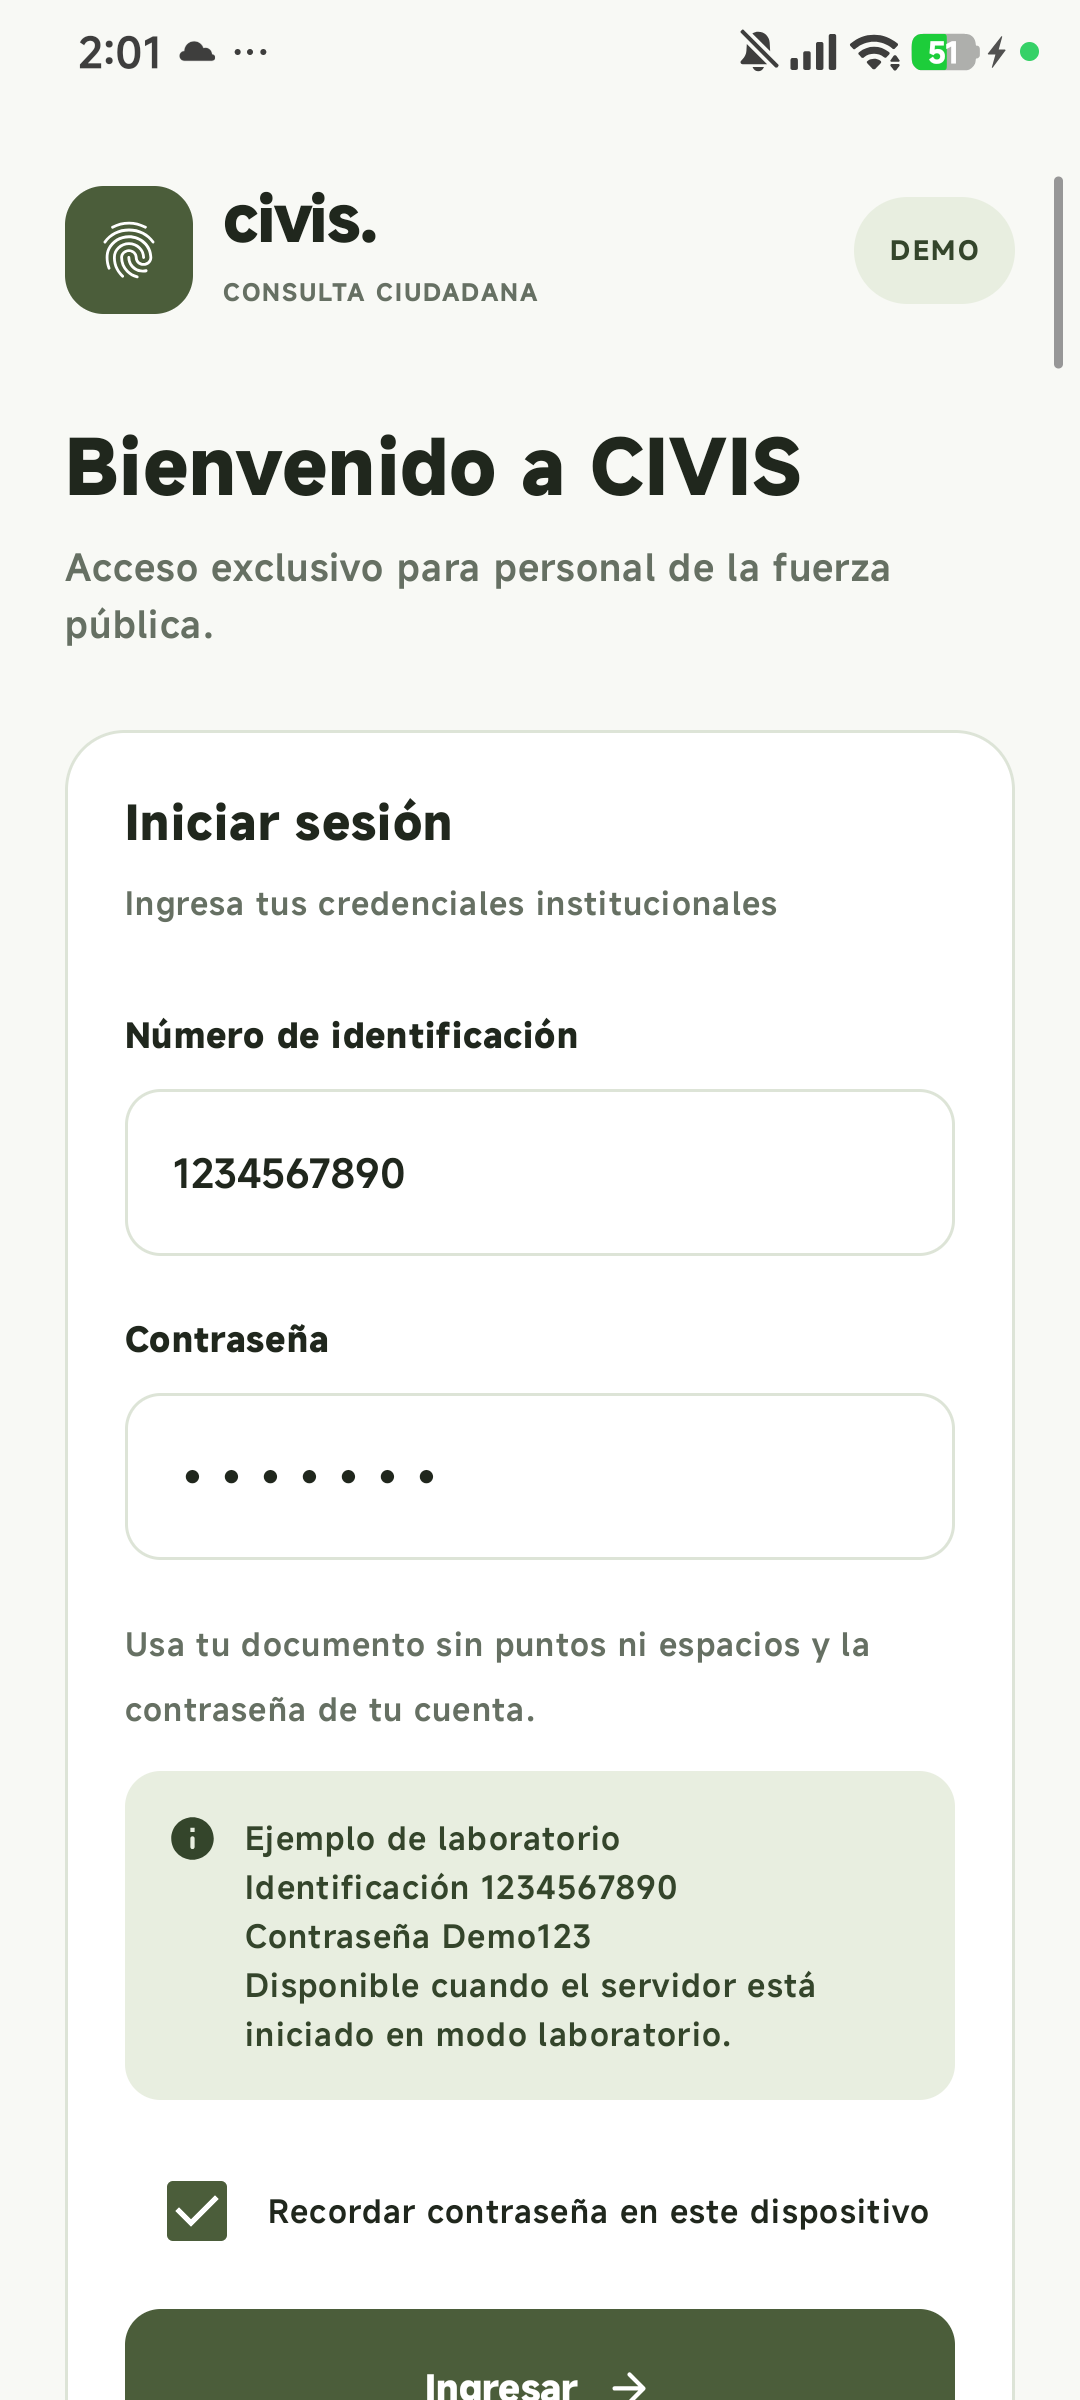 2:01
51
civis.
CONSULTA CIUDADANA
DEMO
Bienvenido a CIVIS
Acceso exclusivo para personal de la fuerza
pública.
Iniciar sesión
Ingresa tus credenciales institucionales
Número de identificación
1234567890
Contraseña
•••••••
Usa tu documento sin puntos ni espacios y la
contraseña de tu cuenta.
Ejemplo de laboratorio
Identificación 1234567890
Contraseña Demo123
Disponible cuando el servidor está
iniciado en modo laboratorio.
Recordar contraseña en este dispositivo
Ingresar →